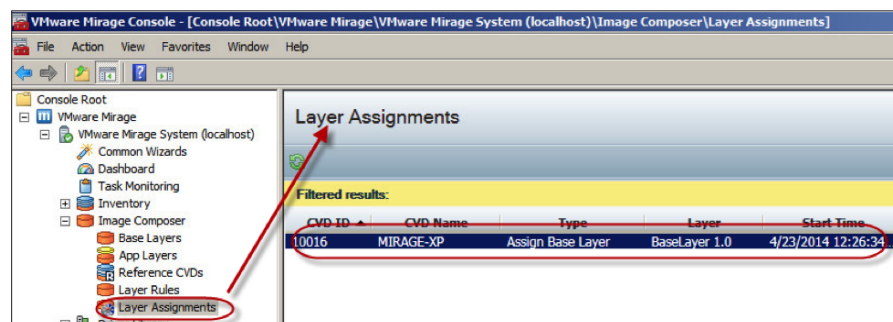 VMware Mirage Console - [Console Root\VMware Mirage\VMware Mirage System (localhost)\Image Composer\Layer Assignments]
File Action View Favorites Window Help
Console Root
VMware Mirage
VMware Mirage System (localhost)
Common Wizards
Dashboard
Task Monitoring
Inventory
Image Composer
Base Layers
App Layers
Reference CVDs
Layer Rules
Layer Assignments
Layer Assignments
Filtered results:
CVD ID CVD Name Type Layer Start Time
10016 MIRAGE-XP Assign Base Layer BaseLayer 1.0 4/23/2014 12:26:34